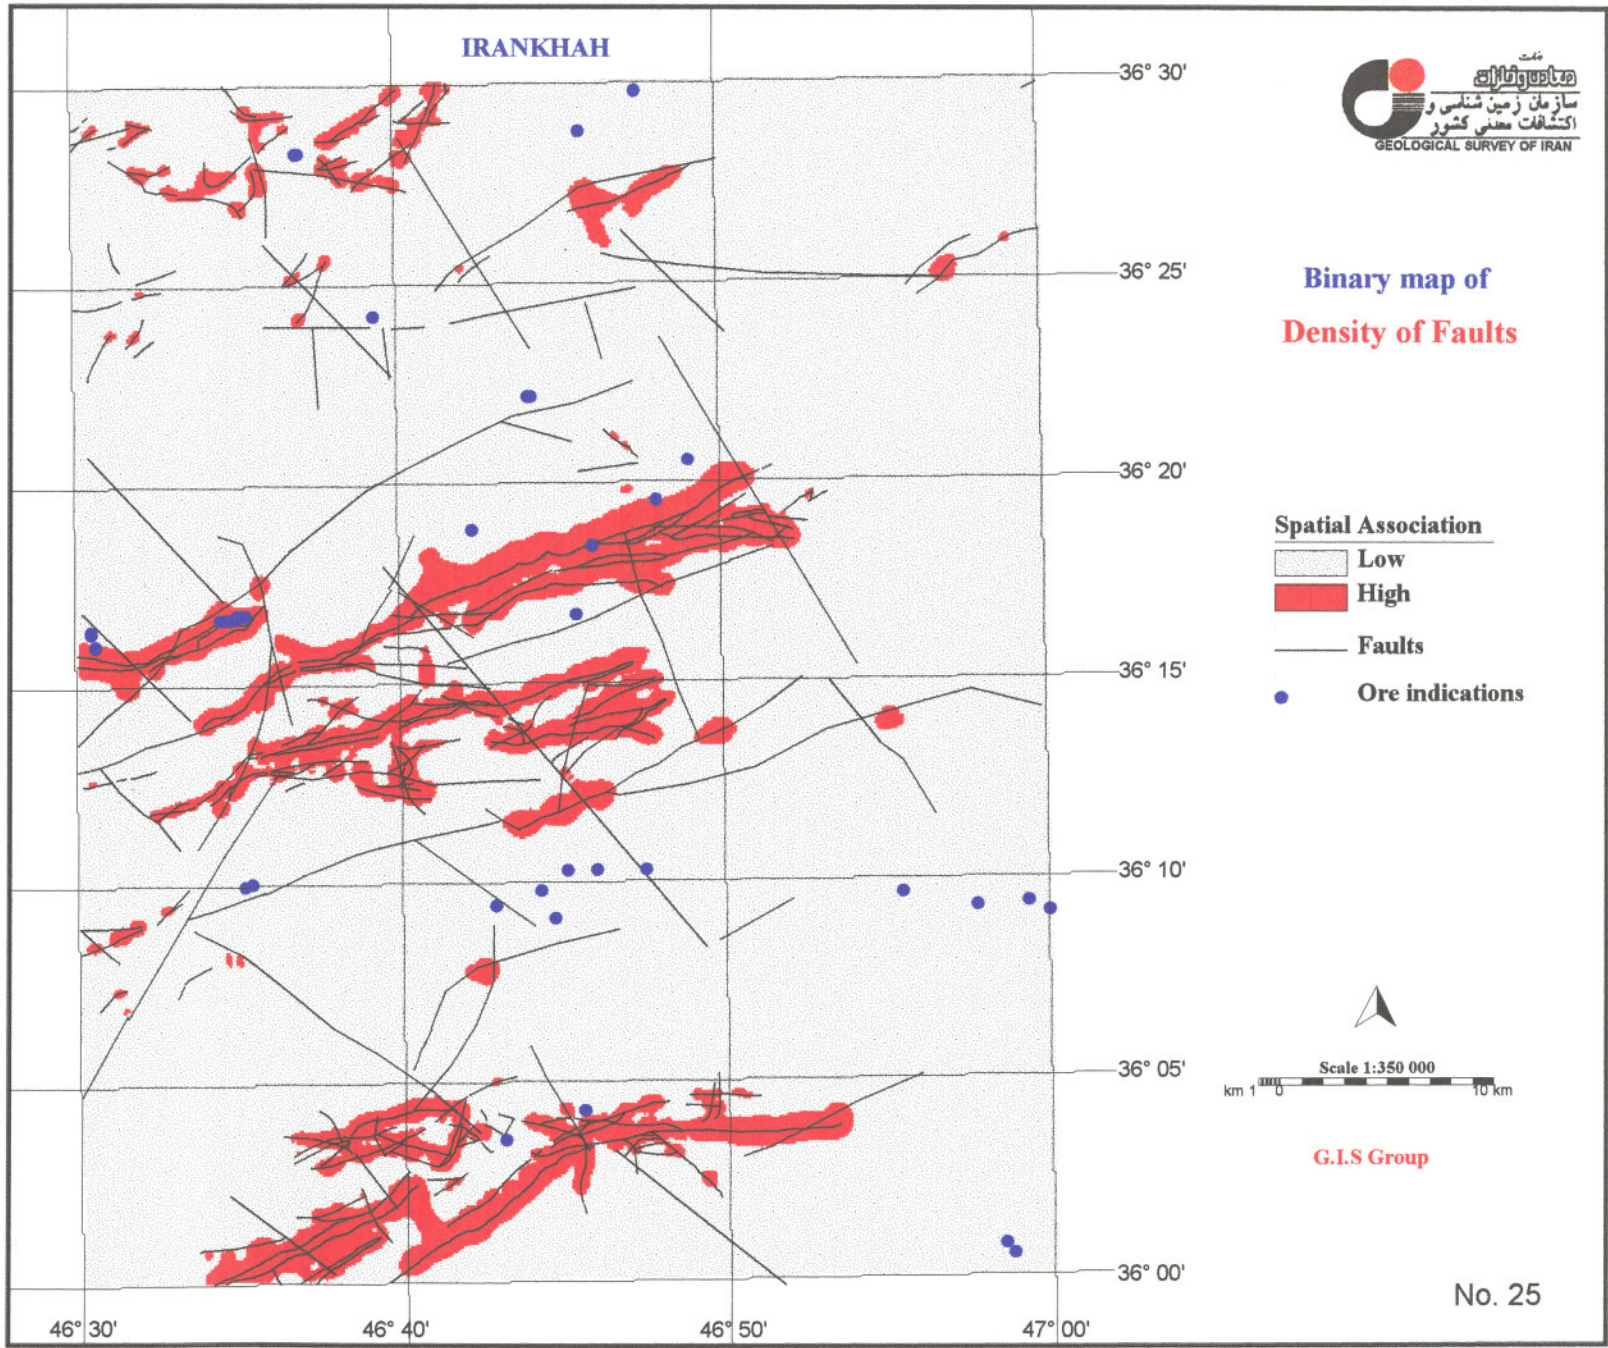 IRANKHAH
36° 30'
36° 25'
36° 20'
36° 15'
36° 10'
36° 05'
36° 00'
46° 30'
46° 40'
46° 50'
47° 00'
سازمان زمین شناسی و
اکتشافات معدنی کشور
GEOLOGICAL SURVEY OF IRAN
Binary map of
Density of Faults
Spatial Association
Low
High
Faults
Ore indications
Scale 1:350 000
km 1 0 10 km
G.I.S Group
No. 25